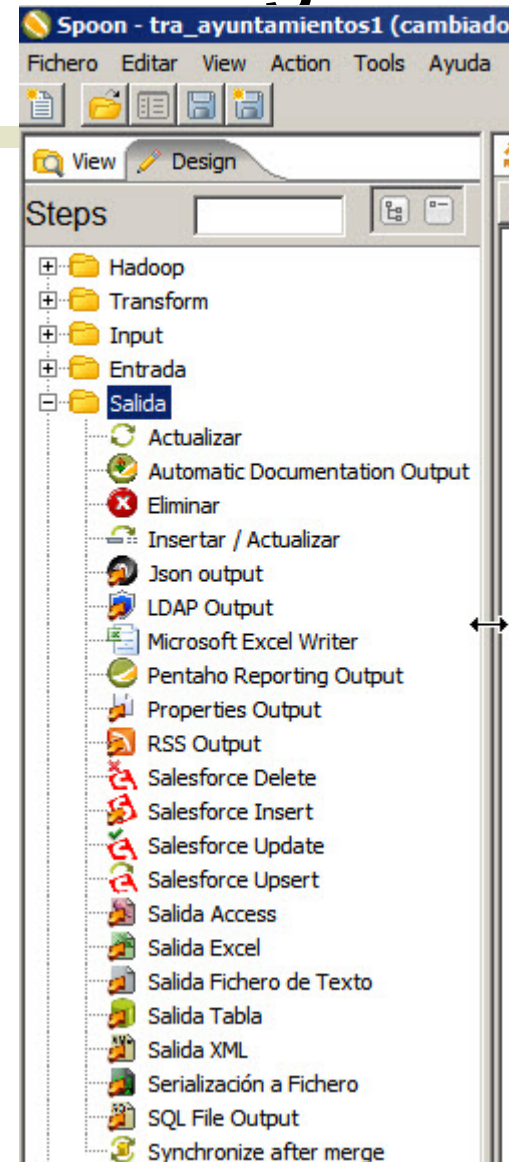 Spoon - tra_ayuntamientos1 (cambiado
Fichero Editar View Action Tools Ayuda
View Design
Steps
Hadoop
Transform
Input
Entrada
Salida
Actualizar
Automatic Documentation Output
Eliminar
Insertar / Actualizar
Json output
LDAP Output
Microsoft Excel Writer
Pentaho Reporting Output
Properties Output
RSS Output
Salesforce Delete
Salesforce Insert
Salesforce Update
Salesforce Upsert
Salida Access
Salida Excel
Salida Fichero de Texto
Salida Tabla
Salida XML
Serialización a Fichero
SQL File Output
Synchronize after merge